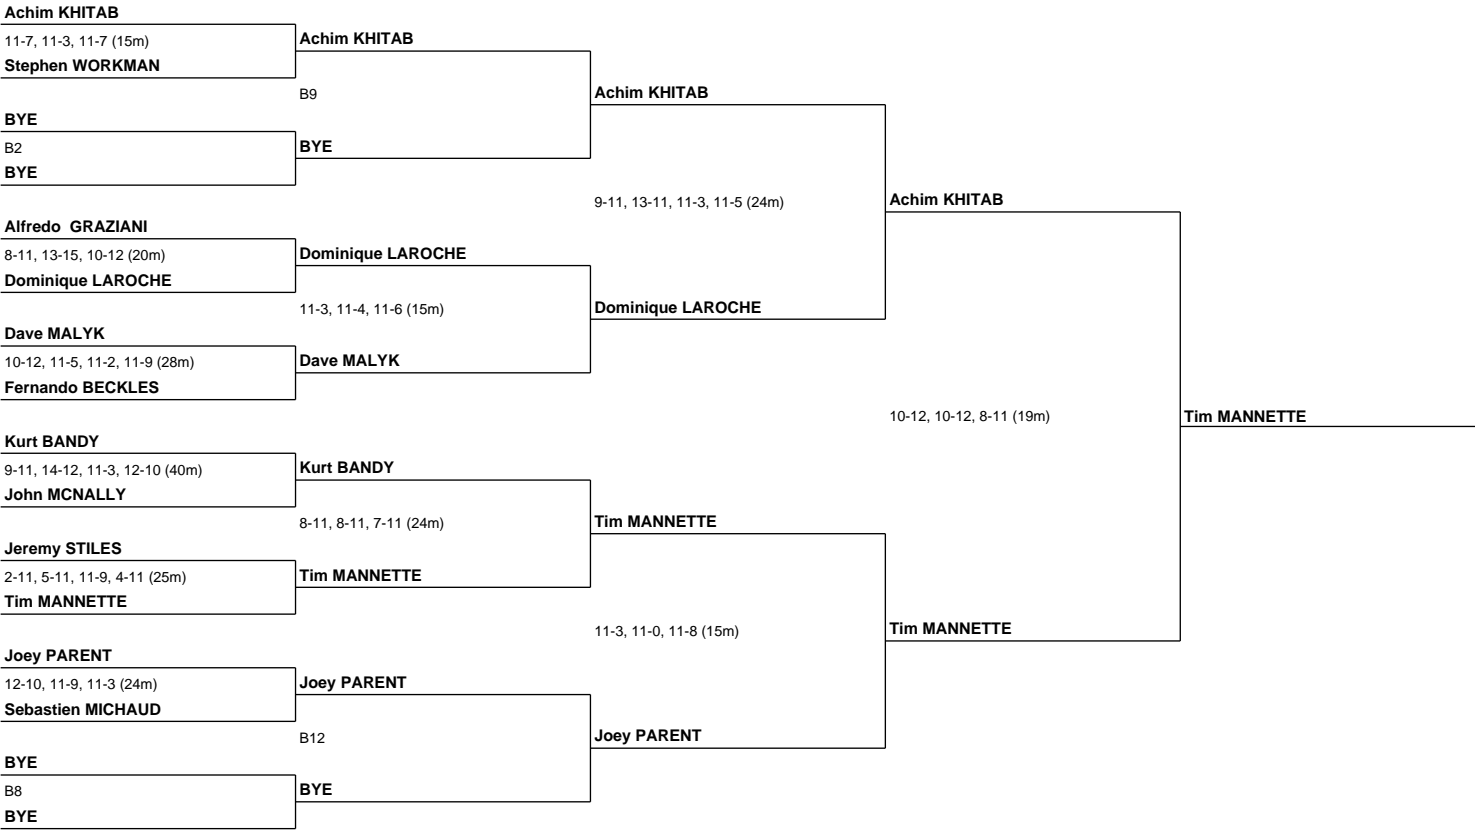 Achim KHITAB
11-7, 11-3, 11-7 (15m)
Stephen WORKMAN
BYE
B2
BYE
Alfredo  GRAZIANI
8-11, 13-15, 10-12 (20m)
Dominique LAROCHE
Dave MALYK
10-12, 11-5, 11-2, 11-9 (28m)
Fernando BECKLES
Kurt BANDY
9-11, 14-12, 11-3, 12-10 (40m)
John MCNALLY
Jeremy STILES
2-11, 5-11, 11-9, 4-11 (25m)
Tim MANNETTE
Joey PARENT
12-10, 11-9, 11-3 (24m)
Sebastien MICHAUD
BYE
B8
BYE
Achim KHITAB
B9
BYE
Dominique LAROCHE
11-3, 11-4, 11-6 (15m)
Dave MALYK
Kurt BANDY
8-11, 8-11, 7-11 (24m)
Tim MANNETTE
Joey PARENT
B12
BYE
Achim KHITAB
9-11, 13-11, 11-3, 11-5 (24m)
Dominique LAROCHE
Tim MANNETTE
11-3, 11-0, 11-8 (15m)
Joey PARENT
Achim KHITAB
10-12, 10-12, 8-11 (19m)
Tim MANNETTE
Tim MANNETTE